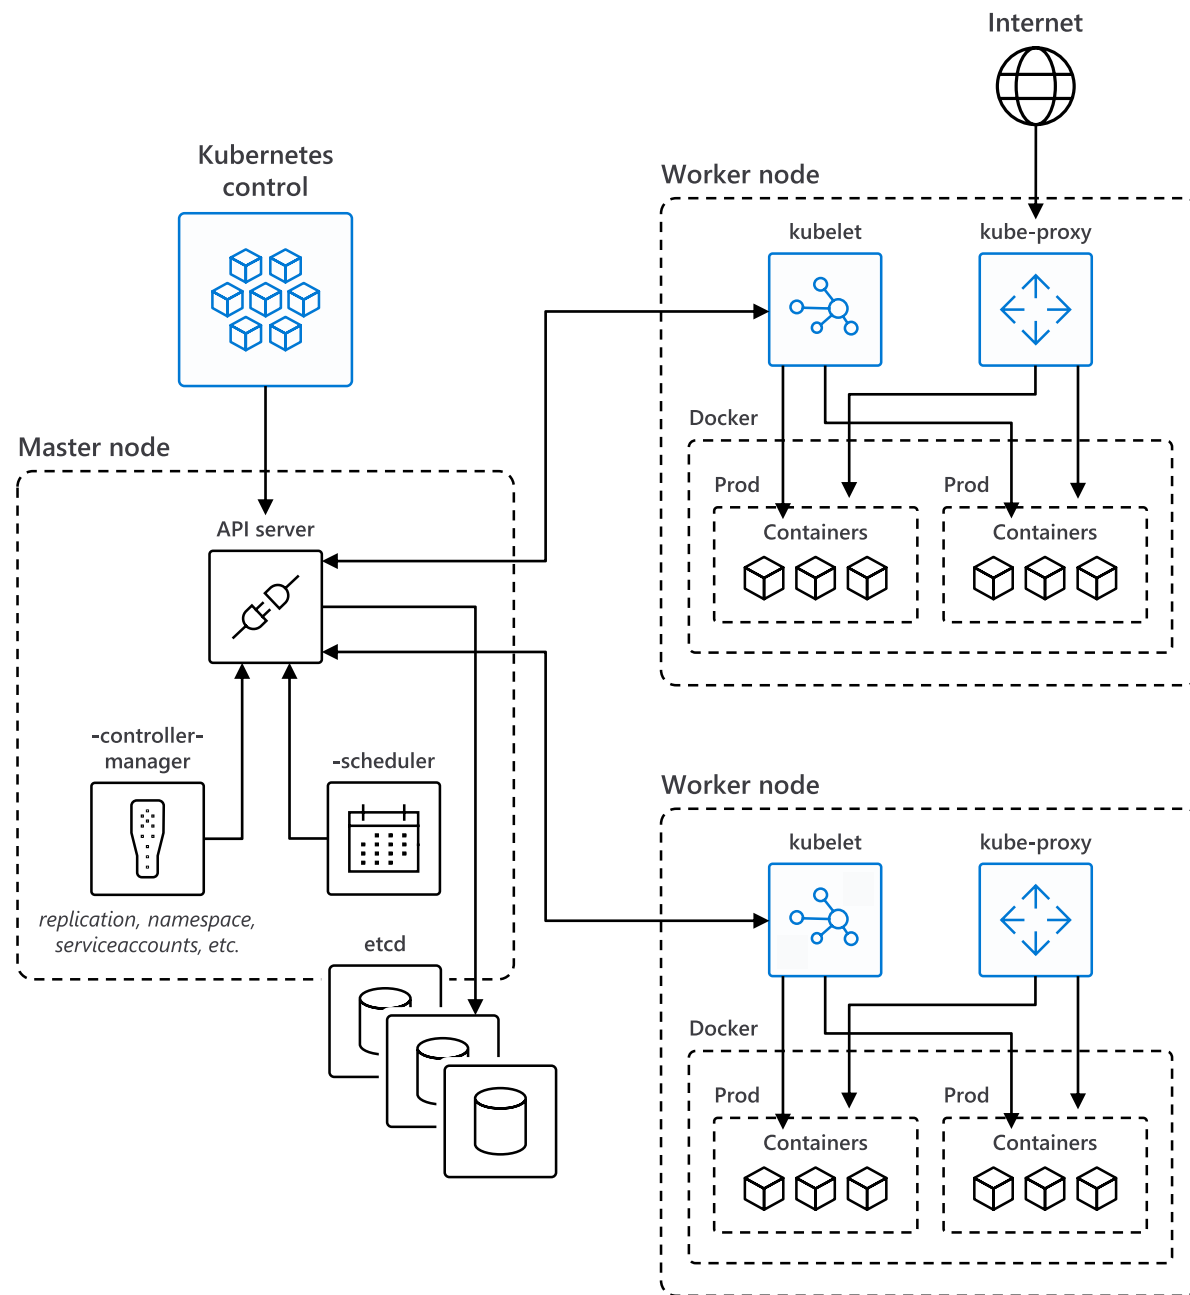 Internet
Kubernetes
control
Worker node
kubelet
kube-proxy
Docker
Prod
Prod
Containers
Containers
Master node
API server
-controller-
manager
-scheduler
replication, namespace,
serviceaccounts, etc.
etcd
Worker node
kubelet
kube-proxy
Docker
Prod
Prod
Containers
Containers